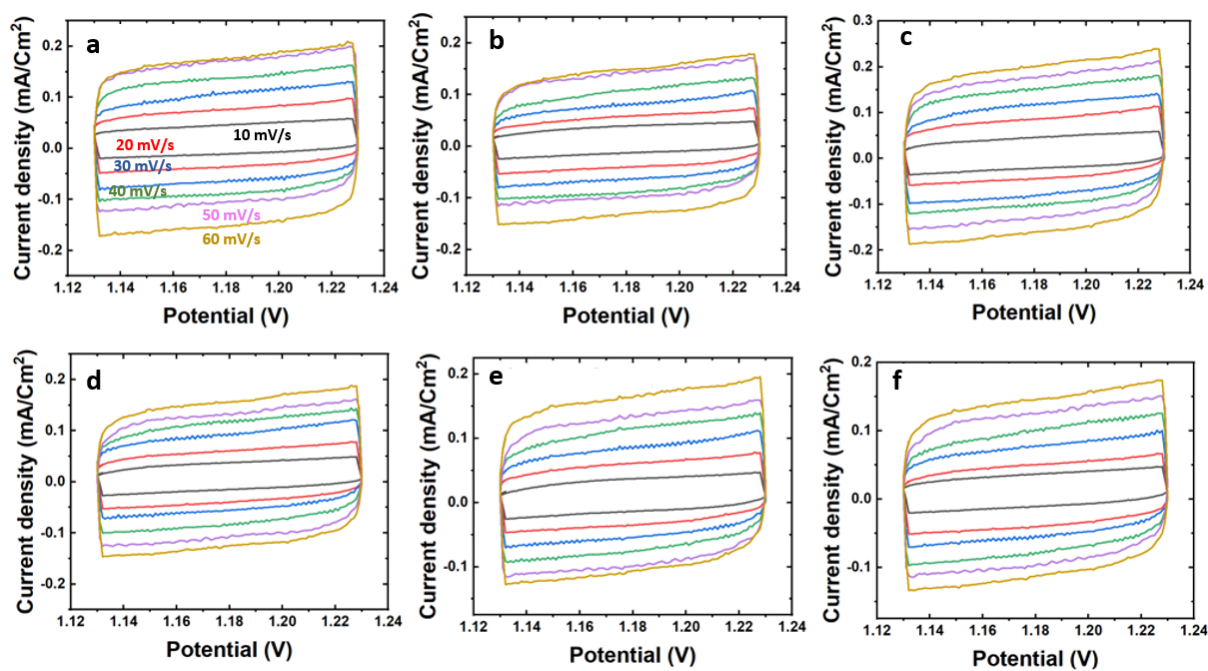 a
Current density (mA/Cm²)
0.2
0.1
0.0
-0.1
-0.2
10 mV/s
20 mV/s
30 mV/s
40 mV/s
50 mV/s
60 mV/s
1.12 1.14 1.16 1.18 1.20 1.22 1.24
Potential (V)
b
Current density (mA/Cm²)
0.2
0.1
0.0
-0.1
-0.2
1.12 1.14 1.16 1.18 1.20 1.22 1.24
Potential (V)
c
Current density (mA/Cm²)
0.3
0.2
0.1
0.0
-0.1
-0.2
1.12 1.14 1.16 1.18 1.20 1.22 1.24
Potential (V)
d
Current density (mA/Cm²)
0.2
0.1
0.0
-0.1
-0.2
1.12 1.14 1.16 1.18 1.20 1.22 1.24
Potential (V)
e
Current density (mA/Cm²)
0.2
0.1
0.0
-0.1
1.12 1.14 1.16 1.18 1.20 1.22 1.24
Potential (V)
f
Current density (mA/Cm²)
0.2
0.1
0.0
-0.1
1.12 1.14 1.16 1.18 1.20 1.22 1.24
Potential (V)